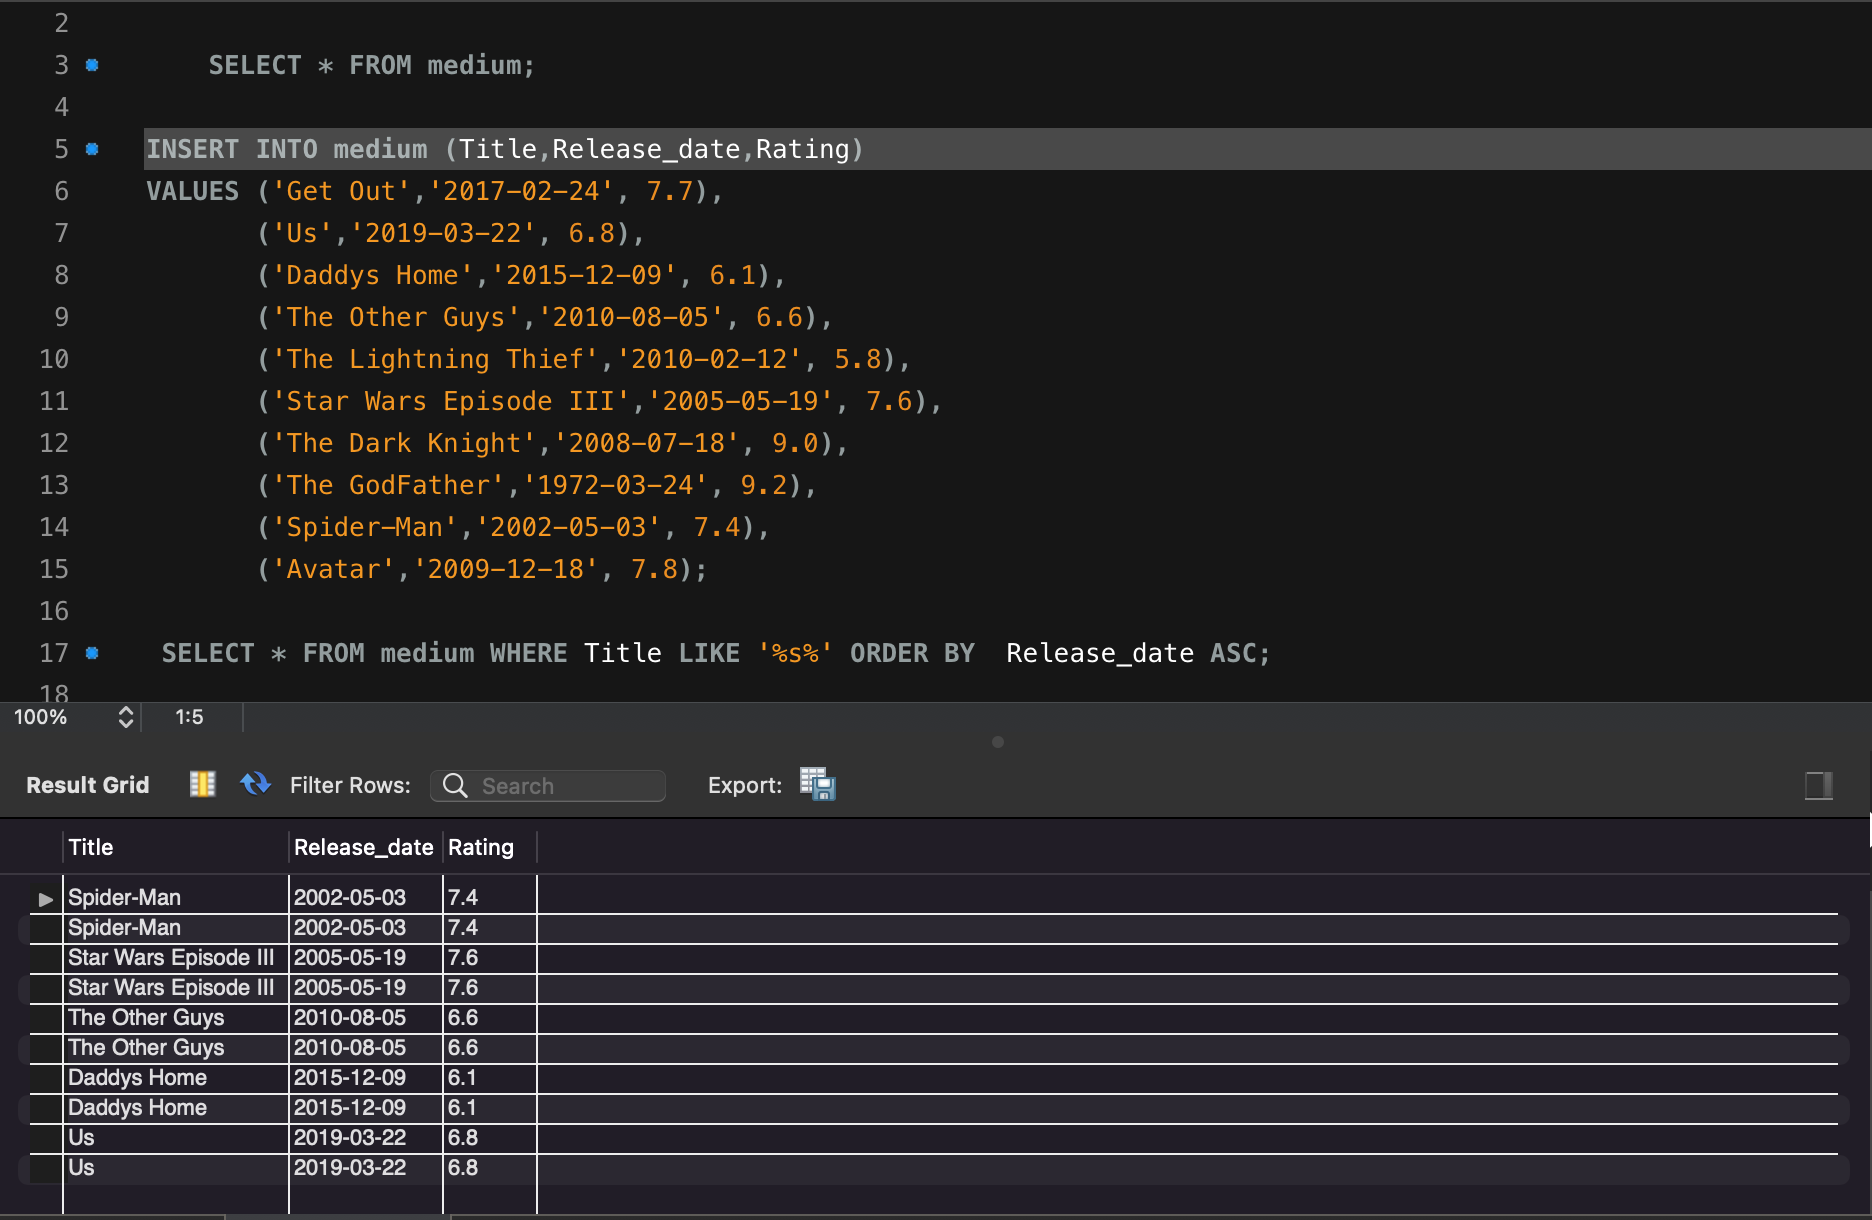 2
3 SELECT * FROM medium;
4
5 INSERT INTO medium (Title,Release_date,Rating)
6 VALUES ('Get Out','2017-02-24', 7.7),
7 ('Us','2019-03-22', 6.8),
8 ('Daddys Home','2015-12-09', 6.1),
9 ('The Other Guys','2010-08-05', 6.6),
10 ('The Lightning Thief','2010-02-12', 5.8),
11 ('Star Wars Episode III','2005-05-19', 7.6),
12 ('The Dark Knight','2008-07-18', 9.0),
13 ('The GodFather','1972-03-24', 9.2),
14 ('Spider-Man','2002-05-03', 7.4),
15 ('Avatar','2009-12-18', 7.8);
16
17 SELECT * FROM medium WHERE Title LIKE '%s%' ORDER BY  Release_date ASC;
18
100% 1:5
Result Grid Filter Rows: Search Export:
Title Release_date Rating
Spider-Man 2002-05-03 7.4
Spider-Man 2002-05-03 7.4
Star Wars Episode III 2005-05-19 7.6
Star Wars Episode III 2005-05-19 7.6
The Other Guys 2010-08-05 6.6
The Other Guys 2010-08-05 6.6
Daddys Home 2015-12-09 6.1
Daddys Home 2015-12-09 6.1
Us 2019-03-22 6.8
Us 2019-03-22 6.8